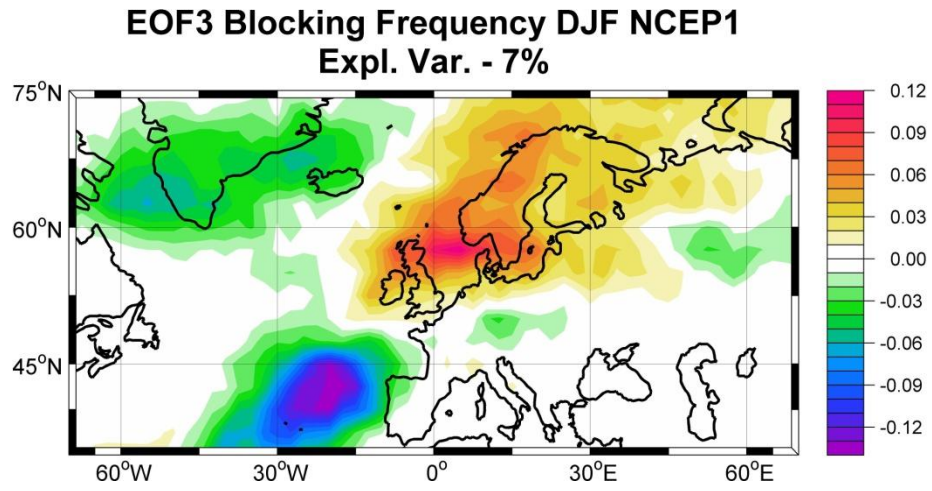 EOF3 Blocking Frequency DJF NCEP1
Expl. Var. - 7%
75°N
60°N
45°N
60°W
30°W
0°
30°E
60°E
0.12
0.09
0.06
0.03
0.00
-0.03
-0.06
-0.09
-0.12